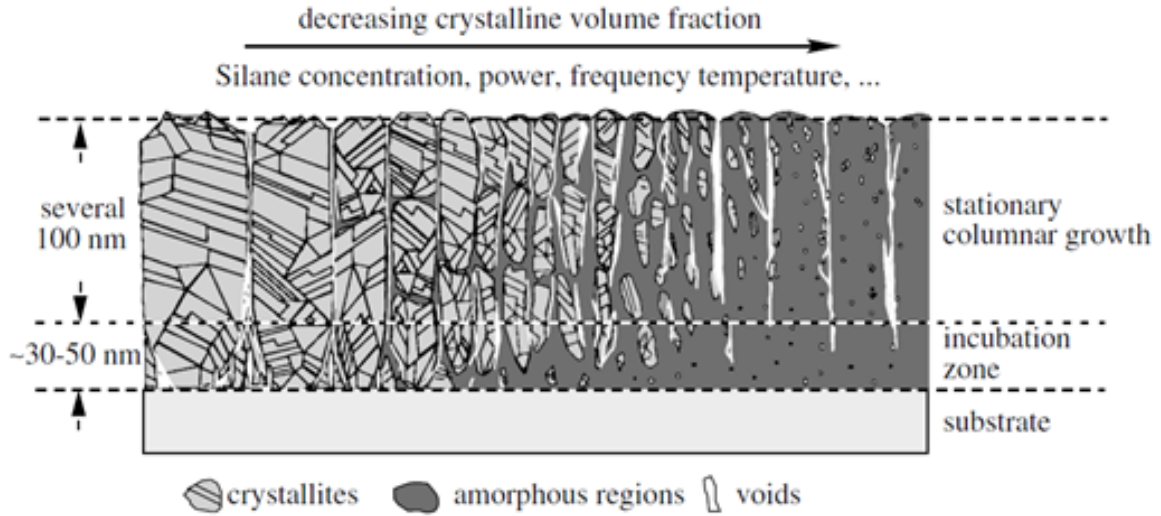 decreasing crystalline volume fraction
Silane concentration, power, frequency temperature, ...
several
100 nm
stationary
columnar growth
~30-50 nm
incubation
zone
substrate
crystallites
amorphous regions
voids